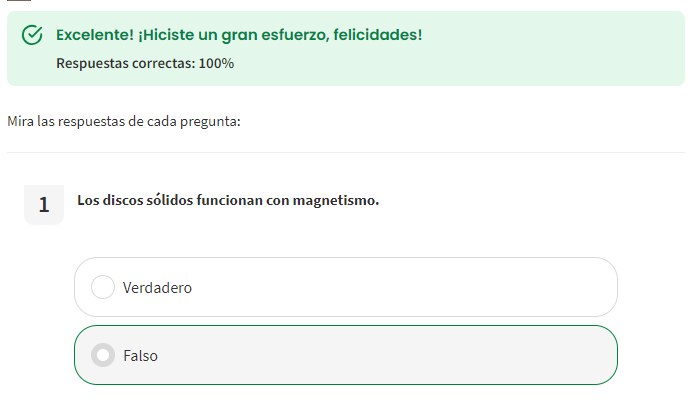 Excelente! ¡Hiciste un gran esfuerzo, felicidades!
Respuestas correctas: 100%
Mira las respuestas de cada pregunta:
1 Los discos sólidos funcionan con magnetismo.
Verdadero
Falso